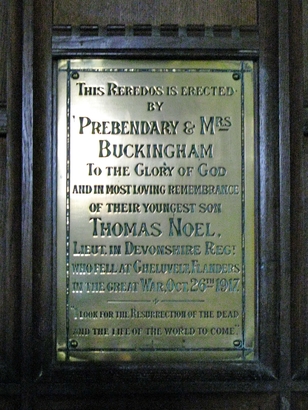 THIS REREDOS IS ERECTED
BY
PREBENDARY & MRS
BUCKINGHAM
TO THE GLORY OF GOD
AND IN MOST LOVING REMEMBRANCE
OF THEIR YOUNGEST SON
THOMAS NOEL,
LIEUT. IN DEVONSHIRE REGT
WHO FELL AT GHELUVELT, FLANDERS
IN THE GREAT WAR, OCT. 26TH 1917.
"I LOOK FOR THE RESURRECTION OF THE DEAD
AND THE LIFE OF THE WORLD TO COME"